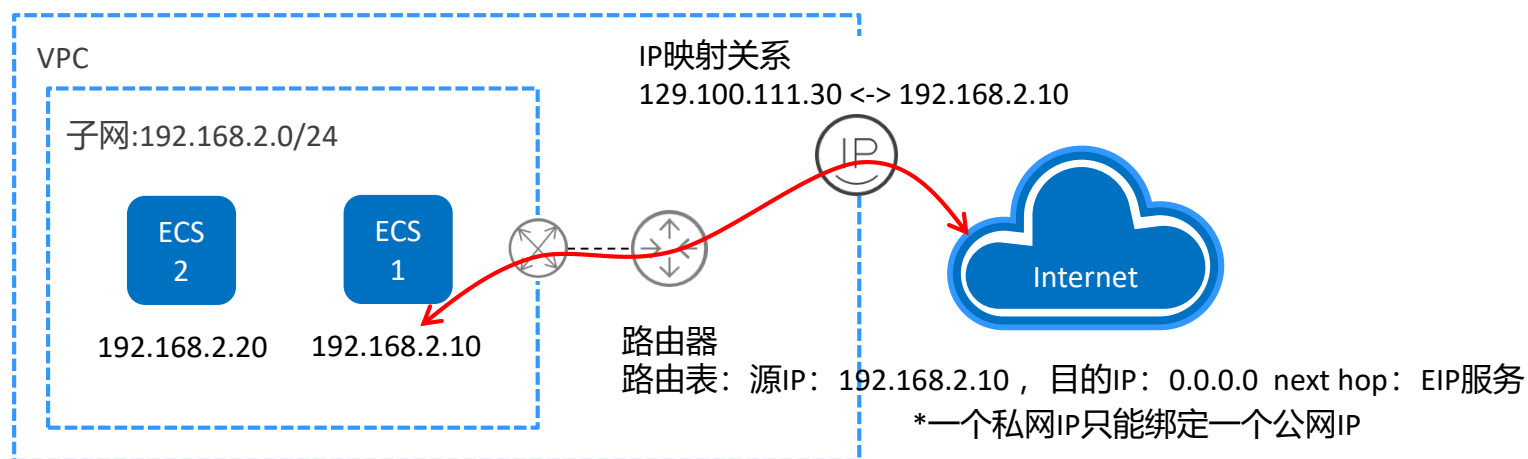 VPC
IP映射关系
129.100.111.30 <-> 192.168.2.10
子网:192.168.2.0/24
IP
ECS
2
ECS
1
Internet
192.168.2.20
192.168.2.10
路由器
路由表：源IP：192.168.2.10 ，目的IP：0.0.0.0 next hop：EIP服务
*一个私网IP只能绑定一个公网IP